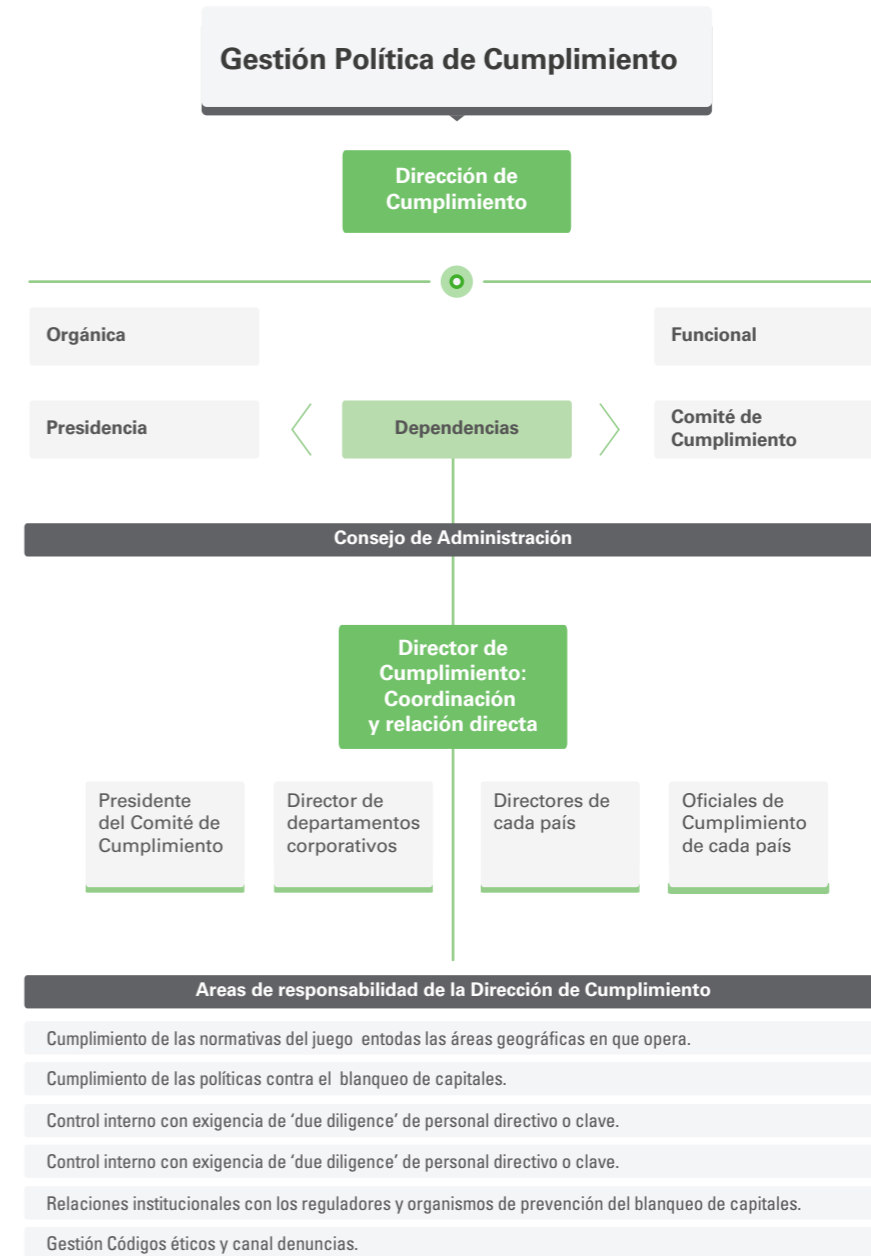 Gestión Política de Cumplimiento
Dirección de
Cumplimiento
Orgánica
Funcional
Presidencia
Dependencias
Comité de
Cumplimiento
Consejo de Administración
Director de
Cumplimiento:
Coordinación
y relación directa
Presidente
del Comité de
Cumplimiento
Director de
departamentos
corporativos
Directores de
cada país
Oficiales de
Cumplimiento
de cada país
Areas de responsabilidad de la Dirección de Cumplimiento
Cumplimiento de las normativas del juego entodas las áreas geográficas en que opera.
Cumplimiento de las políticas contra el blanqueo de capitales.
Control interno con exigencia de ‘due diligence’ de personal directivo o clave.
Control interno con exigencia de ‘due diligence’ de personal directivo o clave.
Relaciones institucionales con los reguladores y organismos de prevención del blanqueo de capitales.
Gestión Códigos éticos y canal denuncias.